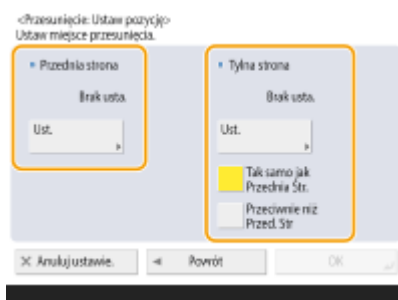 <Przesunięcie: Ustaw pozycję>
Ustaw miejsce przesunięcia.
Przednia strona
Brak usta.
Ust.
Tylna strona
Brak usta.
Ust.
Tak samo jak
Przednia Str.
Przeciwnie niż
Przed. Str
Anuluj ustawie.
Powrót
OK